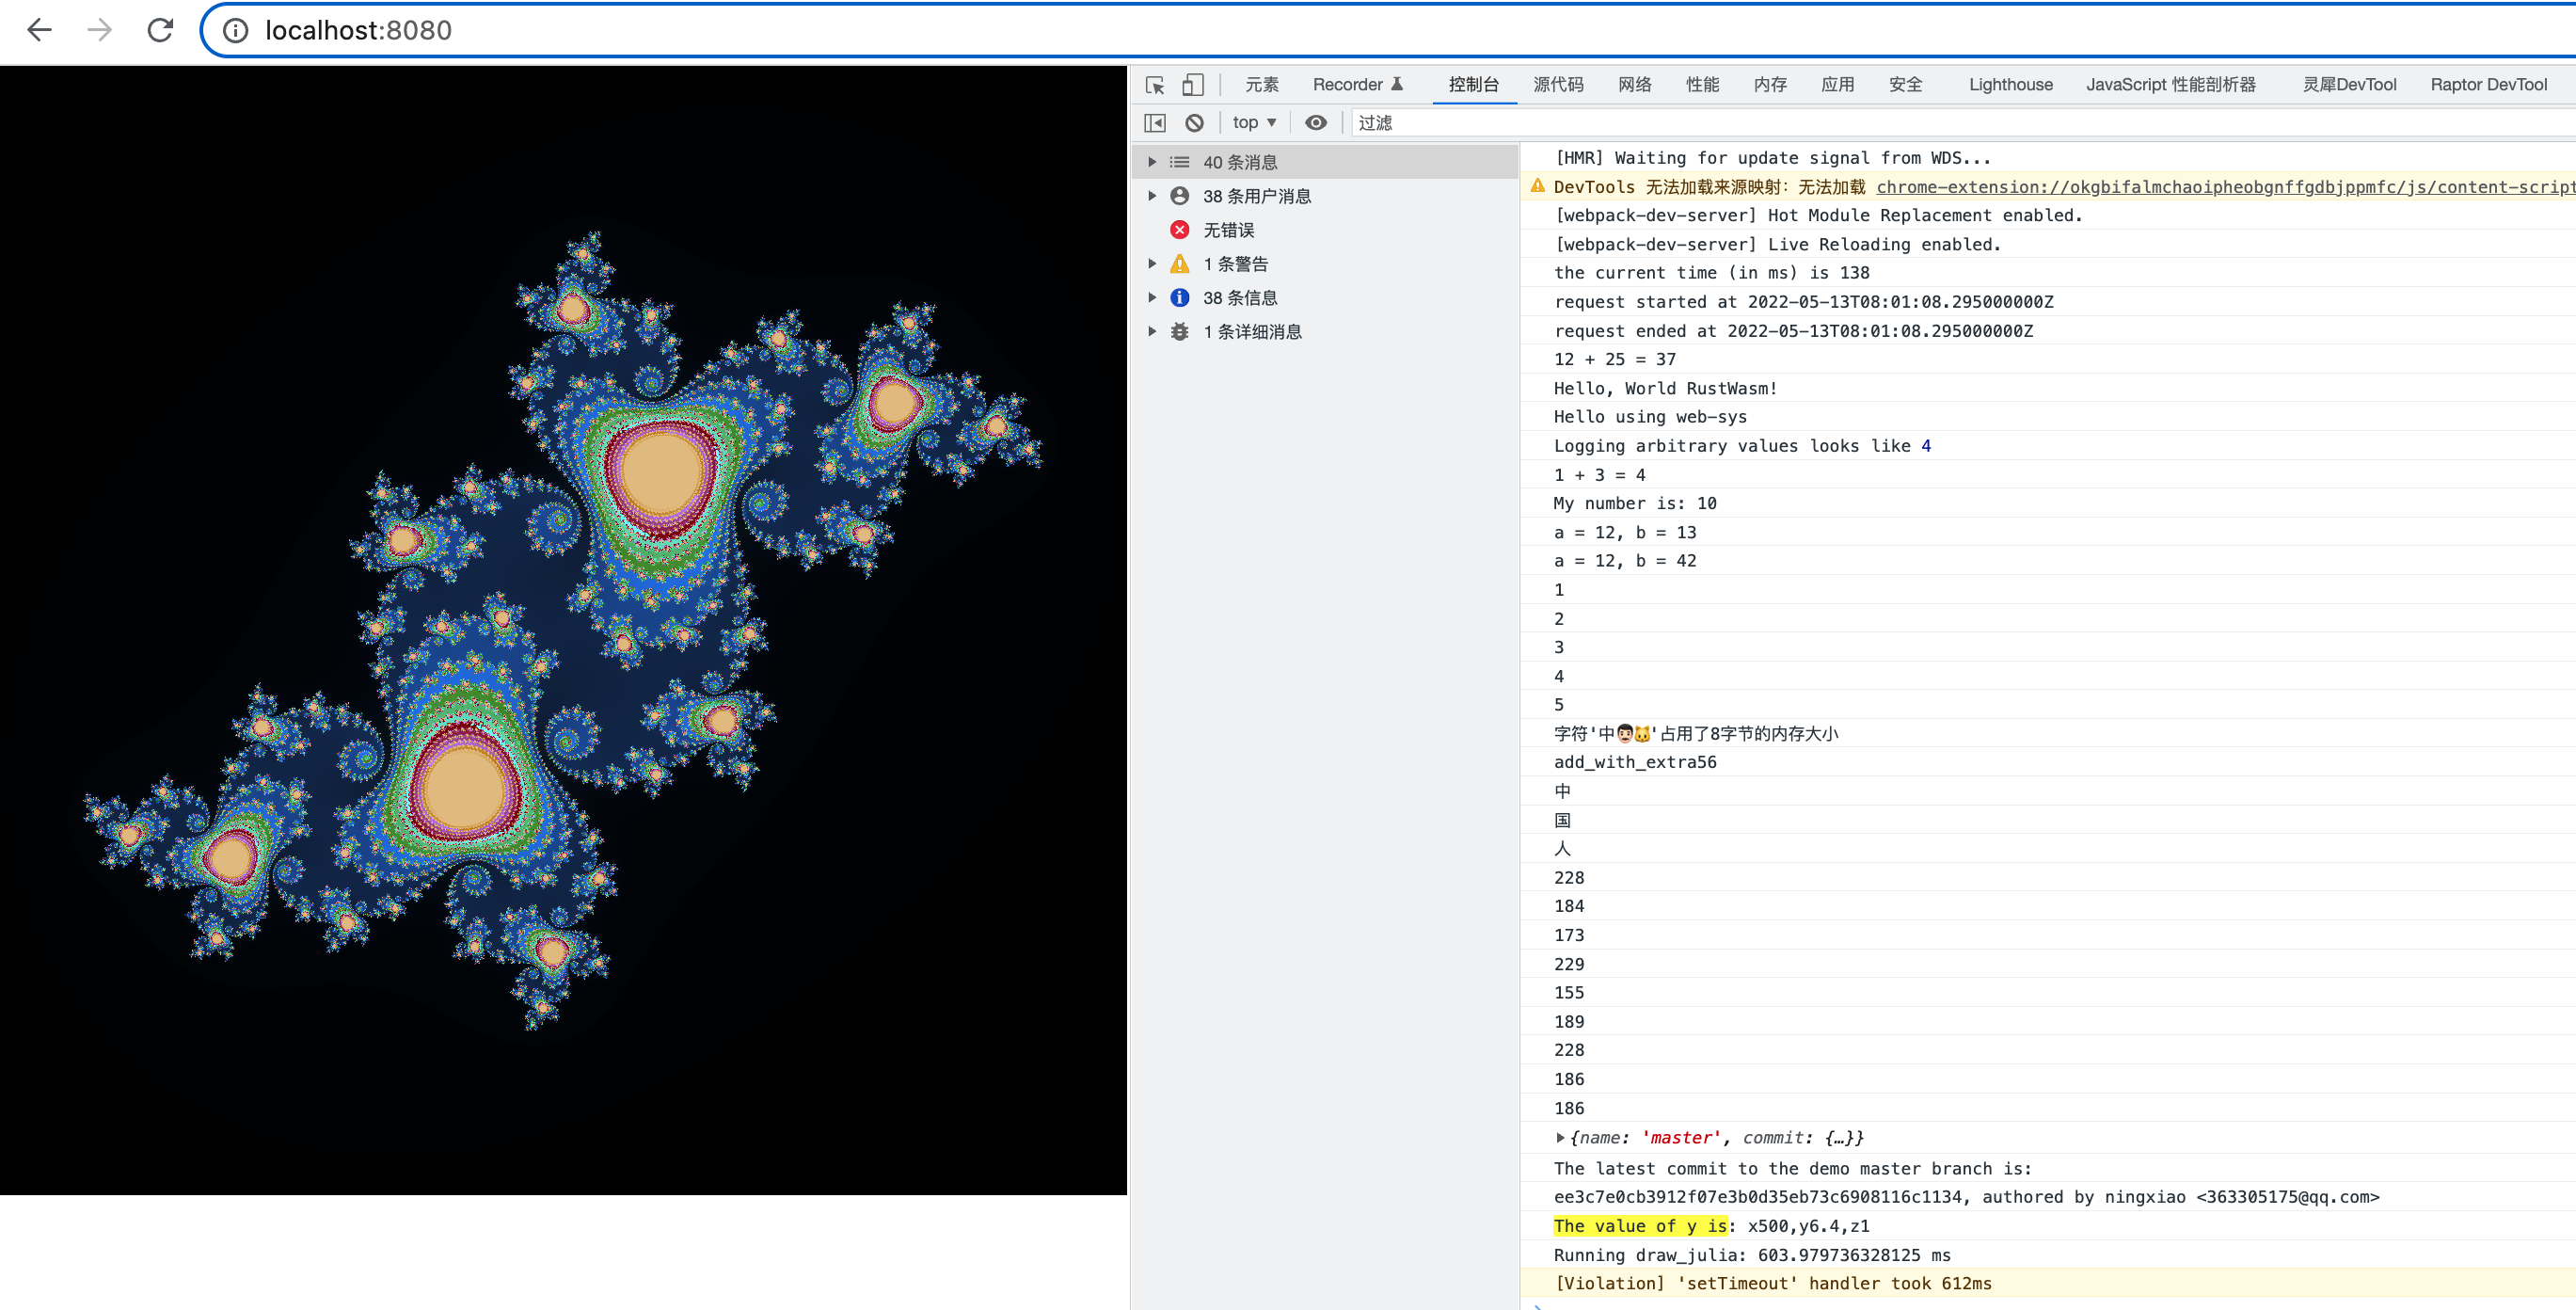 localhost:8080
元素 Recorder 控制台 源代码 网络 性能 内存 应用 安全 Lighthouse JavaScript 性能剖析器 灵犀DevTool Raptor DevTool
top ▼ 过滤
40 条消息
38 条用户消息
无错误
1 条警告
38 条信息
1 条详细消息
[HMR] Waiting for update signal from WDS...
DevTools 无法加载来源映射：无法加载 chrome-extension://okgbifalmchaoipheobgnffgdbjppmfc/js/content-script
[webpack-dev-server] Hot Module Replacement enabled.
[webpack-dev-server] Live Reloading enabled.
the current time (in ms) is 138
request started at 2022-05-13T08:01:08.295000000Z
request ended at 2022-05-13T08:01:08.295000000Z
12 + 25 = 37
Hello, World RustWasm!
Hello using web-sys
Logging arbitrary values looks like 4
1 + 3 = 4
My number is: 10
a = 12, b = 13
a = 12, b = 42
1
2
3
4
5
字符'中👨🏻🐱'占用了8字节的内存大小
add_with_extra56
中
国
人
228
184
173
229
155
189
228
186
186
{name: 'master', commit: {…}}
The latest commit to the demo master branch is:
ee3c7e0cb3912f07e3b0d35eb73c6908116c1134, authored by ningxiao <363305175@qq.com>
The value of y is: x500,y6.4,z1
Running draw_julia: 603.979736328125 ms
[Violation] 'setTimeout' handler took 612ms